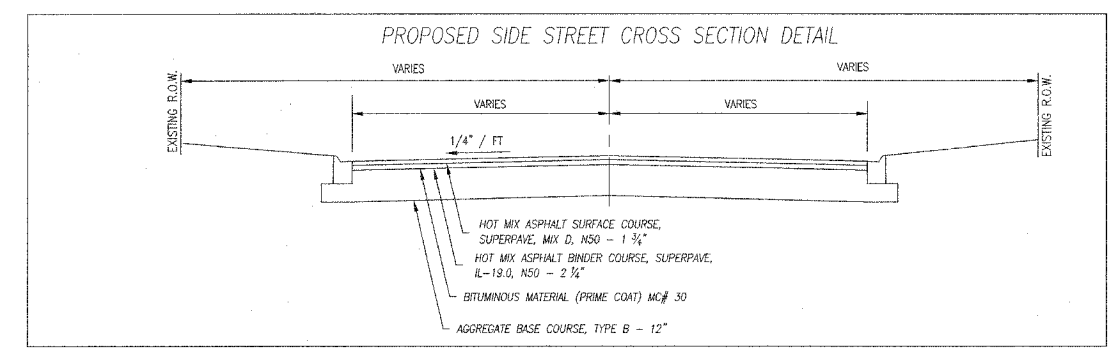 PROPOSED SIDE STREET CROSS SECTION DETAIL
VARIES
VARIES
EXISTING R.O.W.
EXISTING R.O.W.
VARIES
VARIES
1/4" / FT
HOT MIX ASPHALT SURFACE COURSE,
SUPERPAVE, MIX D, N50 - 1 3/4"
HOT MIX ASPHALT BINDER COURSE, SUPERPAVE,
IL-19.0, N50 - 2 1/4"
BITUMINOUS MATERIAL (PRIME COAT) MC# 30
AGGREGATE BASE COURSE, TYPE B - 12"